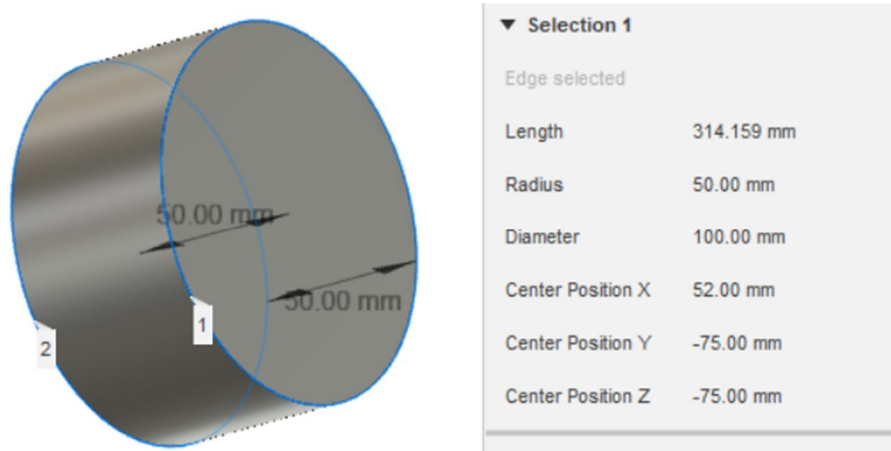 50.00 mm
50.00 mm
1
2
▼ Selection 1
Edge selected
Length 314.159 mm
Radius 50.00 mm
Diameter 100.00 mm
Center Position X 52.00 mm
Center Position Y -75.00 mm
Center Position Z -75.00 mm